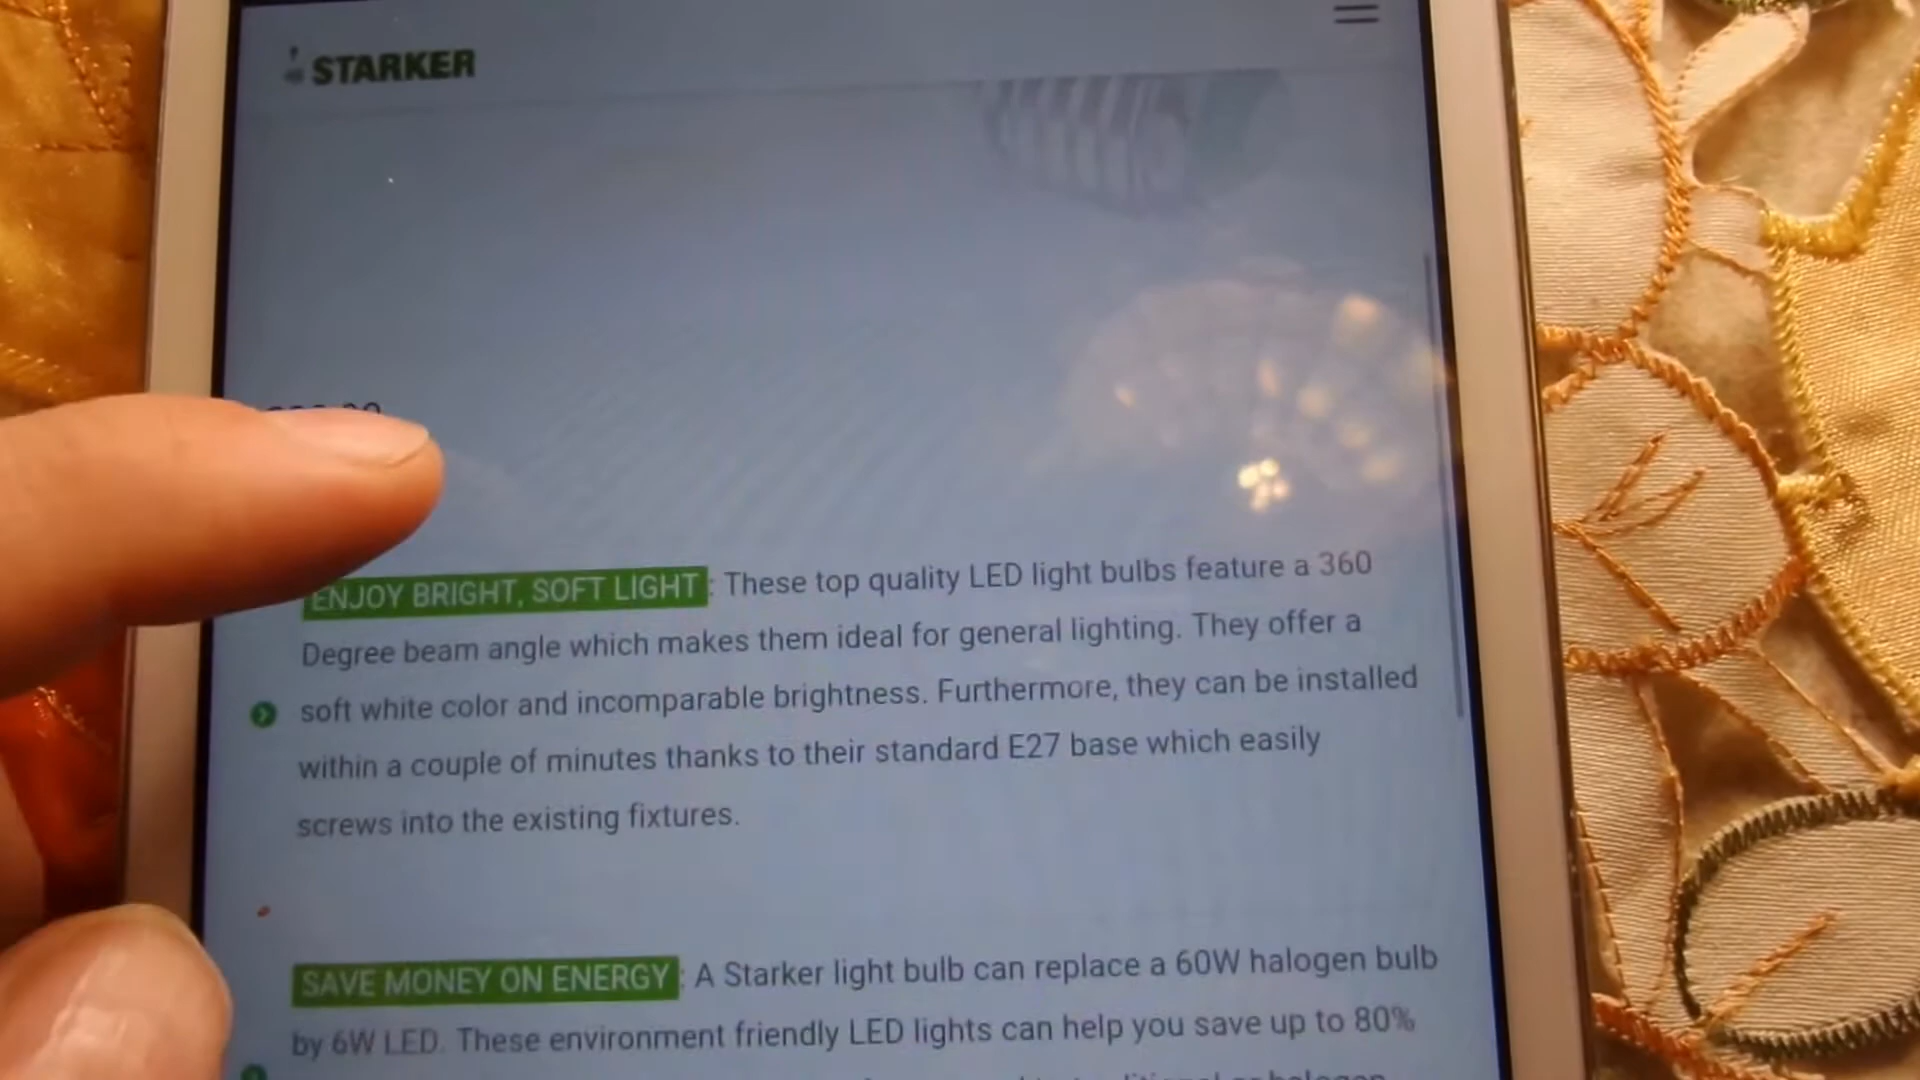 STARKER
ENJOY BRIGHT, SOFT LIGHT : These top quality LED light bulbs feature a 360
Degree beam angle which makes them ideal for general lighting. They offer a
soft white color and incomparable brightness. Furthermore, they can be installed
within a couple of minutes thanks to their standard E27 base which easily
screws into the existing fixtures.
SAVE MONEY ON ENERGY : A Starker light bulb can replace a 60W halogen bulb
by 6W LED. These environment friendly LED lights can help you save up to 80%